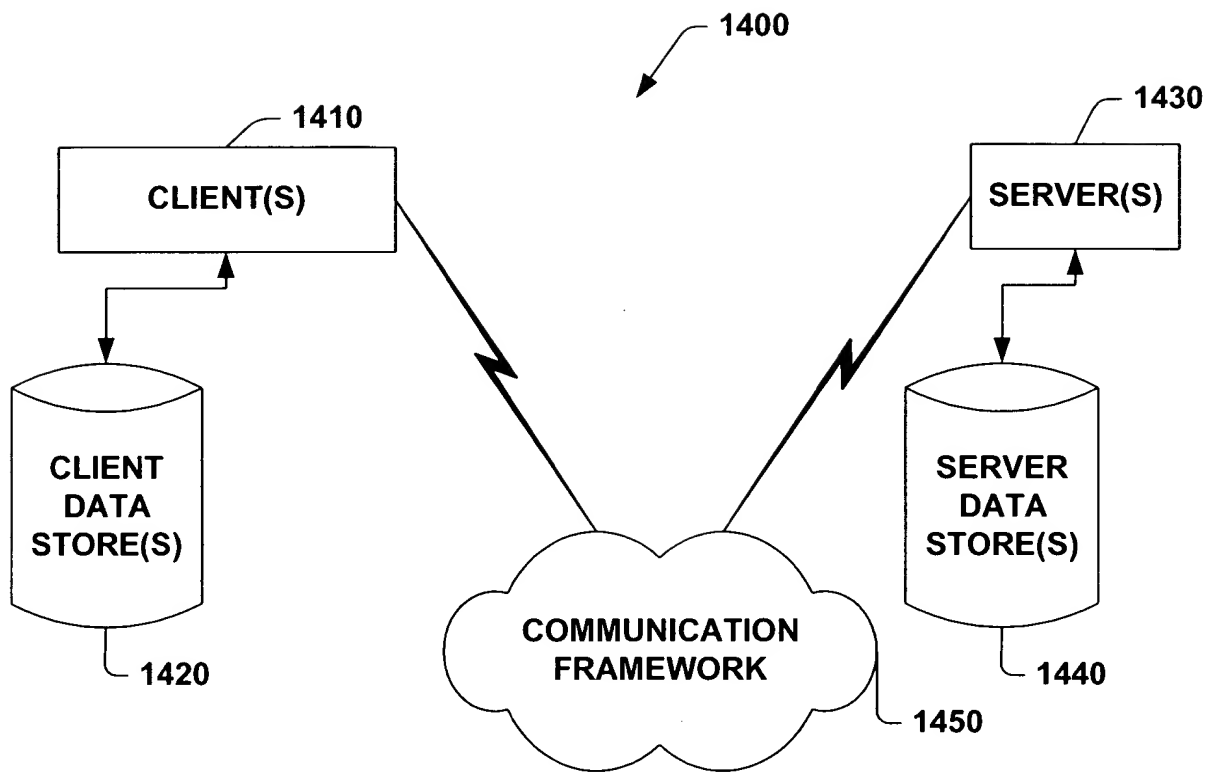 1400
1410
1430
CLIENT(S)
SERVER(S)
CLIENT
DATA
STORE(S)
SERVER
DATA
STORE(S)
COMMUNICATION
FRAMEWORK
1420
1440
1450